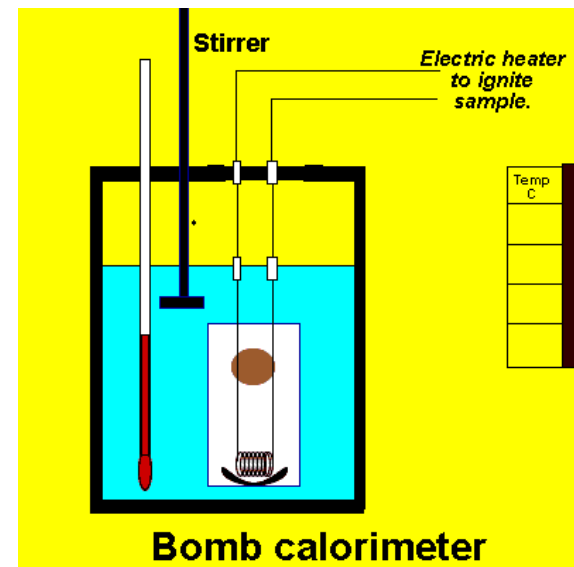 Stirrer
Electric heater
to ignite
sample.
Temp
C
Bomb calorimeter